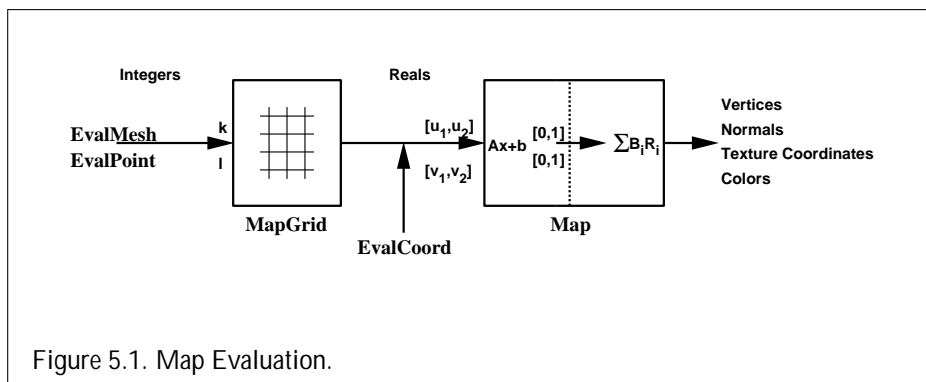 Integers
Reals
EvalMesh
EvalPoint
k
l
[u₁,u₂]
[v₁,v₂]
Ax+b
[0,1]
[0,1]
ΣBᵢRᵢ
Vertices
Normals
Texture Coordinates
Colors
MapGrid
EvalCoord
Map
Figure 5.1. Map Evaluation.